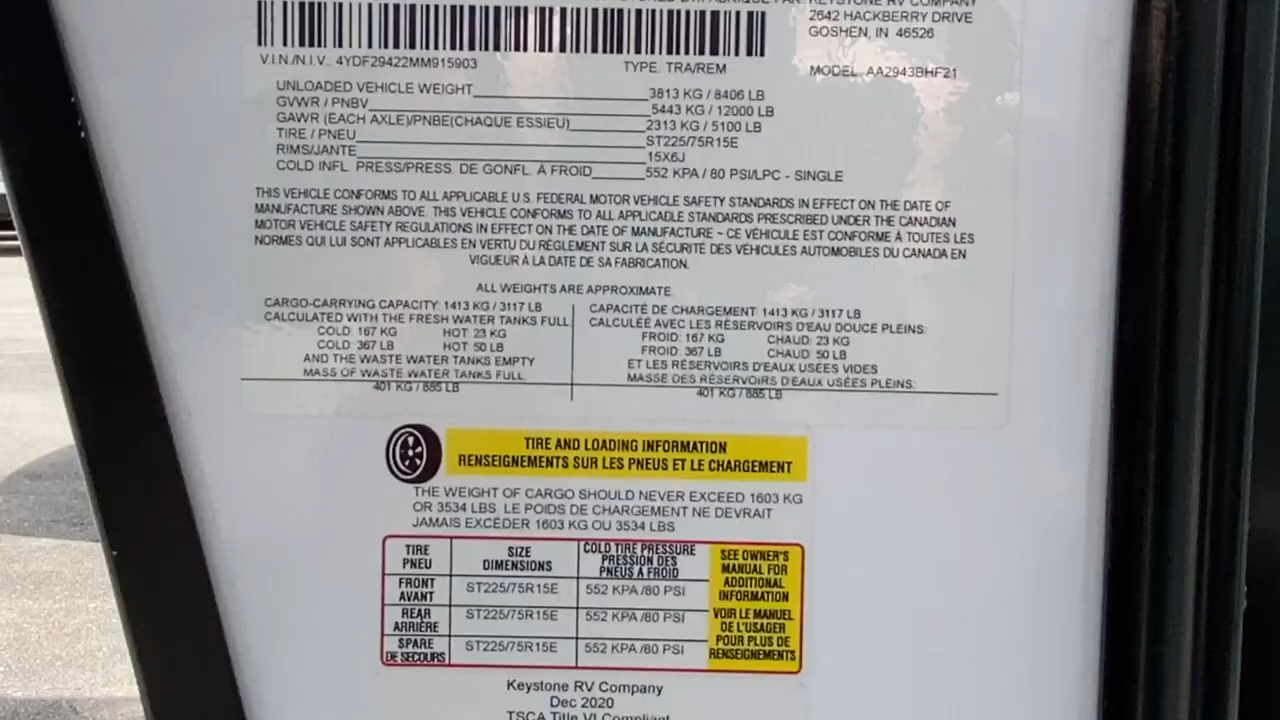 KEYSTONE RV COMPANY
2642 HACKBERRY DRIVE
GOSHEN, IN 46526
V.I.N./N.I.V.: 4YDF29422MM915903 TYPE: TRA/REM MODEL: AA2943BHF21
UNLOADED VEHICLE WEIGHT 3813 KG / 8406 LB
GVWR / PNBV 5443 KG / 12000 LB
GAWR (EACH AXLE)/PNBE(CHAQUE ESSIEU) 2313 KG / 5100 LB
TIRE / PNEU ST225/75R15E
RIMS/JANTE 15X6J
COLD INFL. PRESS/PRESS. DE GONFL. À FROID 552 KPA / 80 PSI/LPC - SINGLE
THIS VEHICLE CONFORMS TO ALL APPLICABLE U.S. FEDERAL MOTOR VEHICLE SAFETY STANDARDS IN EFFECT ON THE DATE OF
MANUFACTURE SHOWN ABOVE. THIS VEHICLE CONFORMS TO ALL APPLICABLE STANDARDS PRESCRIBED UNDER THE CANADIAN
MOTOR VEHICLE SAFETY REGULATIONS IN EFFECT ON THE DATE OF MANUFACTURE ~ CE VÉHICULE EST CONFORME À TOUTES LES
NORMES QUI LUI SONT APPLICABLES EN VERTU DU RÈGLEMENT SUR LA SÉCURITÉ DES VÉHICULES AUTOMOBILES DU CANADA EN
VIGUEUR À LA DATE DE SA FABRICATION.
ALL WEIGHTS ARE APPROXIMATE.
CARGO-CARRYING CAPACITY: 1413 KG / 3117 LB
CALCULATED WITH THE FRESH WATER TANKS FULL
COLD: 167 KG HOT: 23 KG
COLD: 367 LB HOT: 50 LB
AND THE WASTE WATER TANKS EMPTY
MASS OF WASTE WATER TANKS FULL:
401 KG / 885 LB
CAPACITÉ DE CHARGEMENT: 1413 KG / 3117 LB
CALCULÉE AVEC LES RÉSERVOIRS D'EAU DOUCE PLEINS:
FROID: 167 KG CHAUD: 23 KG
FROID: 367 LB CHAUD: 50 LB
ET LES RÉSERVOIRS D'EAUX USÉES VIDES
MASSE DES RÉSERVOIRS D'EAUX USÉES PLEINS:
401 KG / 885 LB
TIRE AND LOADING INFORMATION
RENSEIGNEMENTS SUR LES PNEUS ET LE CHARGEMENT
THE WEIGHT OF CARGO SHOULD NEVER EXCEED 1603 KG
OR 3534 LBS. LE POIDS DE CHARGEMENT NE DEVRAIT
JAMAIS EXCÉDER 1603 KG OU 3534 LBS
TIRE
PNEU
SIZE
DIMENSIONS
COLD TIRE PRESSURE
PRESSION DES
PNEUS À FROID
FRONT
AVANT
ST225/75R15E 552 KPA /80 PSI
REAR
ARRIÈRE
ST225/75R15E 552 KPA /80 PSI
SPARE
DE SECOURS
ST225/75R15E 552 KPA /80 PSI
SEE OWNER'S
MANUAL FOR
ADDITIONAL
INFORMATION
VOIR LE MANUEL
DE L'USAGER
POUR PLUS DE
RENSEIGNEMENTS
Keystone RV Company
Dec 2020
TSCA Title VI Compliant